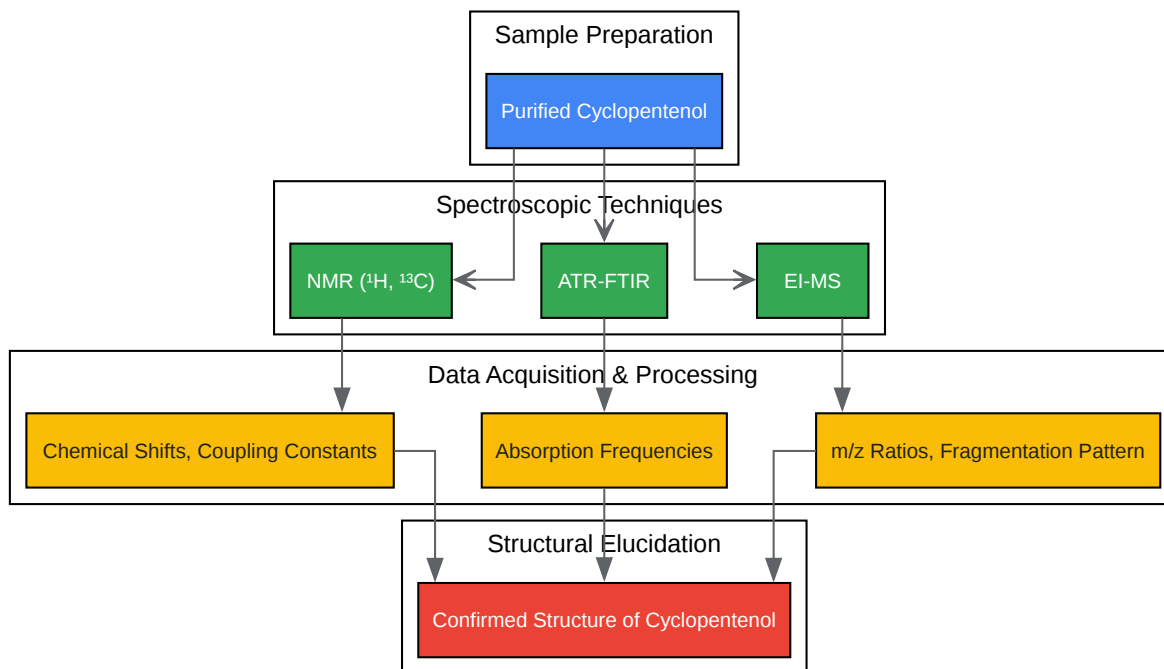 Sample Preparation
Purified Cyclopentenol
Spectroscopic Techniques
NMR (¹H, ¹³C)
ATR-FTIR
EI-MS
Data Acquisition & Processing
Chemical Shifts, Coupling Constants
Absorption Frequencies
m/z Ratios, Fragmentation Pattern
Structural Elucidation
Confirmed Structure of Cyclopentenol